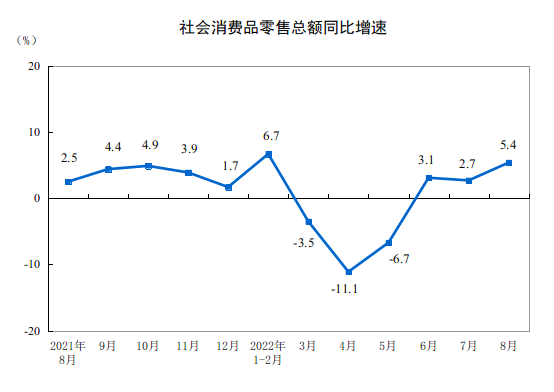 社会消费品零售总额同比增速
（%）
20
10
0
-10
-20
2.5
4.4
4.9
3.9
1.7
6.7
-3.5
-11.1
-6.7
3.1
2.7
5.4
2021年
8月
9月
10月
11月
12月
2022年
1-2月
3月
4月
5月
6月
7月
8月